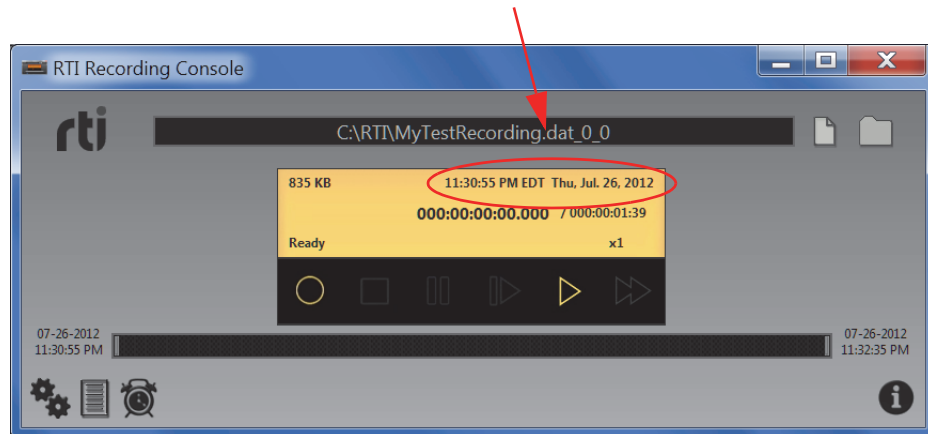 RTI Recording Console
rti
C:\RTI\MyTestRecording.dat_0_0
835 KB 11:30:55 PM EDT Thu, Jul. 26, 2012
000:00:00:00.000 / 000:00:01:39
Ready x1
07-26-2012
11:30:55 PM
07-26-2012
11:32:35 PM